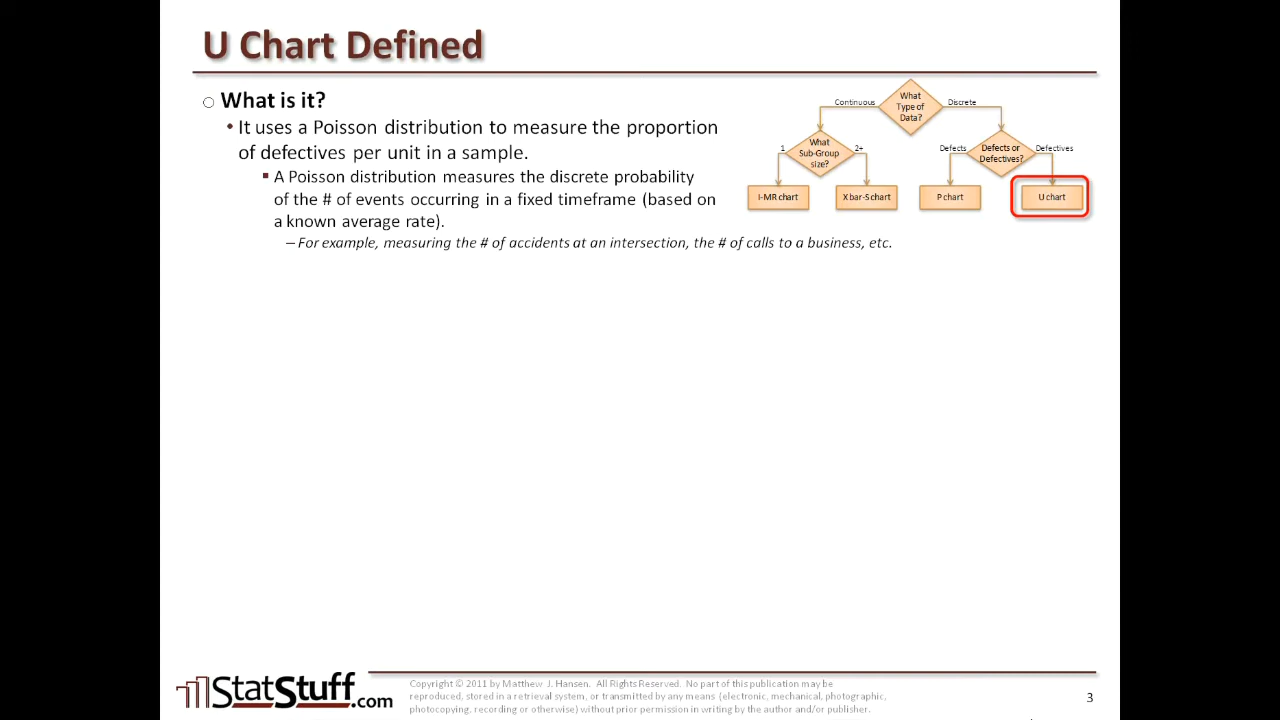 U Chart Defined
What is it?
• It uses a Poisson distribution to measure the proportion
of defectives per unit in a sample.
▪ A Poisson distribution measures the discrete probability
of the # of events occurring in a fixed timeframe (based on
a known average rate).
– For example, measuring the # of accidents at an intersection, the # of calls to a business, etc.
What
Type of
Data?
Continuous
Discrete
What
Sub-Group
size?
1
2+
Defects or
Defectives?
Defects
Defectives
I-MR chart
X bar-S chart
P chart
U chart
StatStuff.com
Copyright © 2011 by Matthew J. Hansen. All Rights Reserved. No part of this publication may be
reproduced, stored in a retrieval system, or transmitted by any means (electronic, mechanical, photographic,
photocopying, recording or otherwise) without prior permission in writing by the author and/or publisher.
3